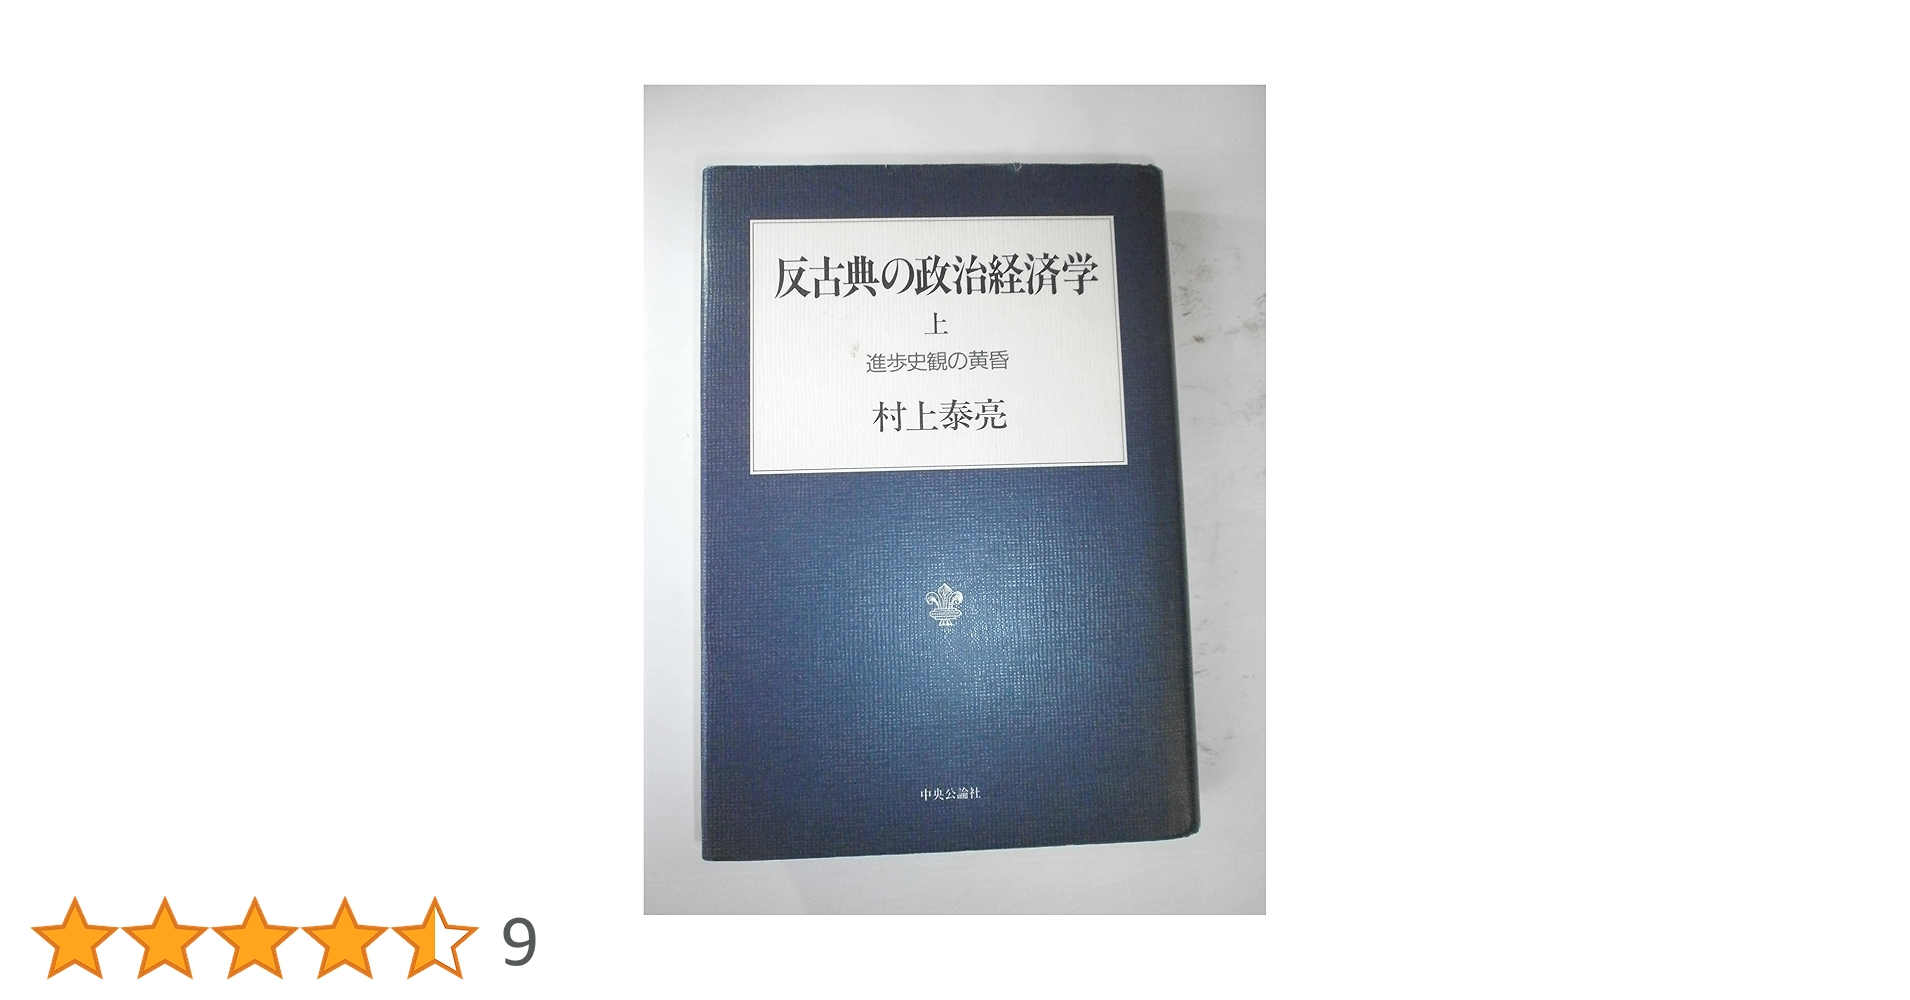 反古典の政治経済学
上
進歩史観の黄昏
村上泰亮
中央公論社
9